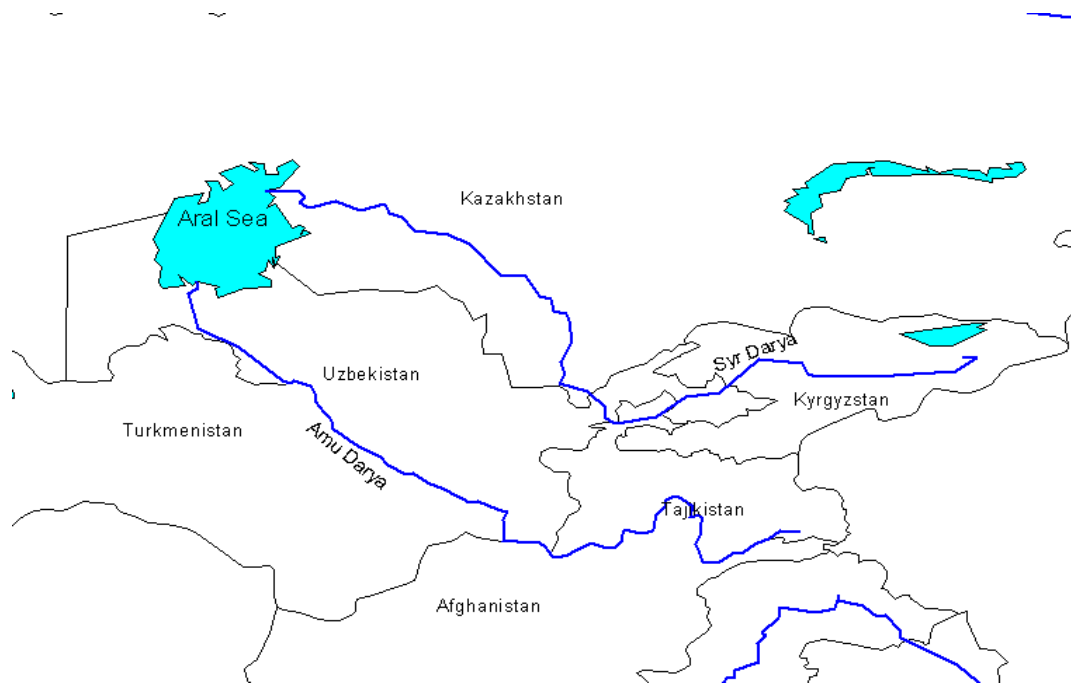 Kazakhstan
Aral Sea
Syr Darya
Uzbekistan
Kyrgyzstan
Turkmenistan
Amu Darya
Tajikistan
Afghanistan